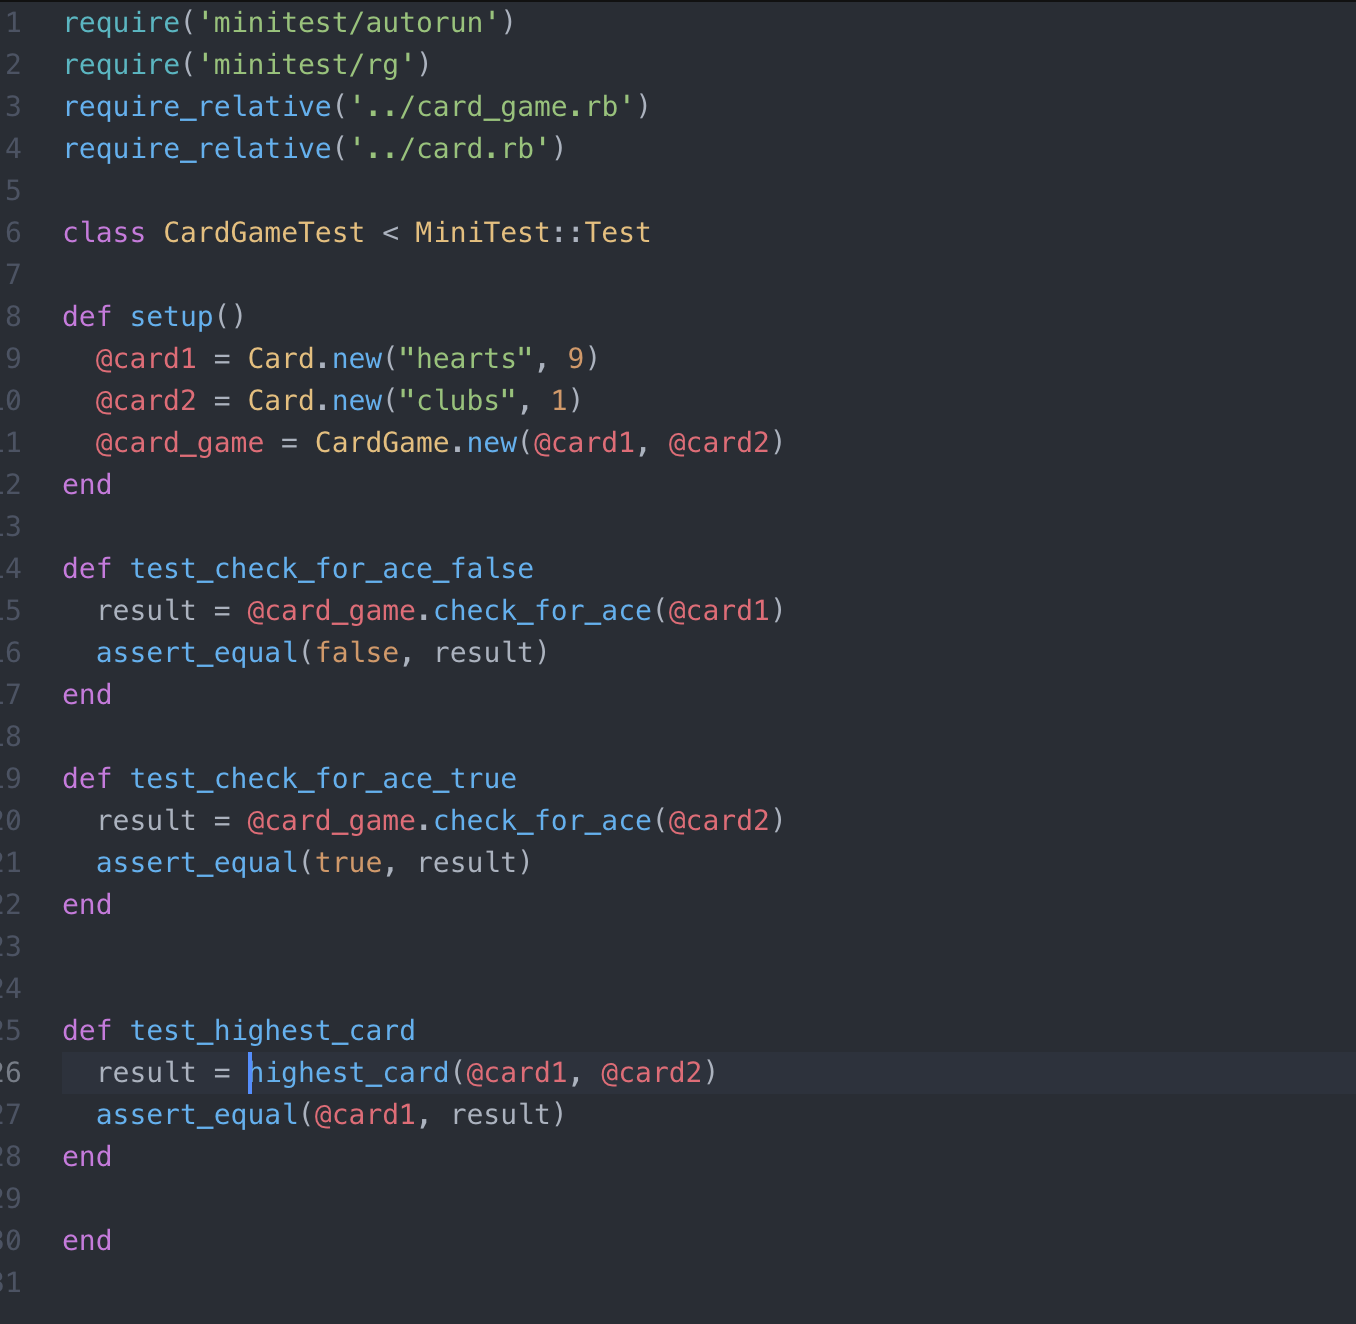 1 require('minitest/autorun')
2 require('minitest/rg')
3 require_relative('../card_game.rb')
4 require_relative('../card.rb')
5
6 class CardGameTest < MiniTest::Test
7
8 def setup()
9   @card1 = Card.new("hearts", 9)
10   @card2 = Card.new("clubs", 1)
11   @card_game = CardGame.new(@card1, @card2)
12 end
13
14 def test_check_for_ace_false
15   result = @card_game.check_for_ace(@card1)
16   assert_equal(false, result)
17 end
18
19 def test_check_for_ace_true
20   result = @card_game.check_for_ace(@card2)
21   assert_equal(true, result)
22 end
23
24
25 def test_highest_card
26   result = highest_card(@card1, @card2)
27   assert_equal(@card1, result)
28 end
29
30 end
31